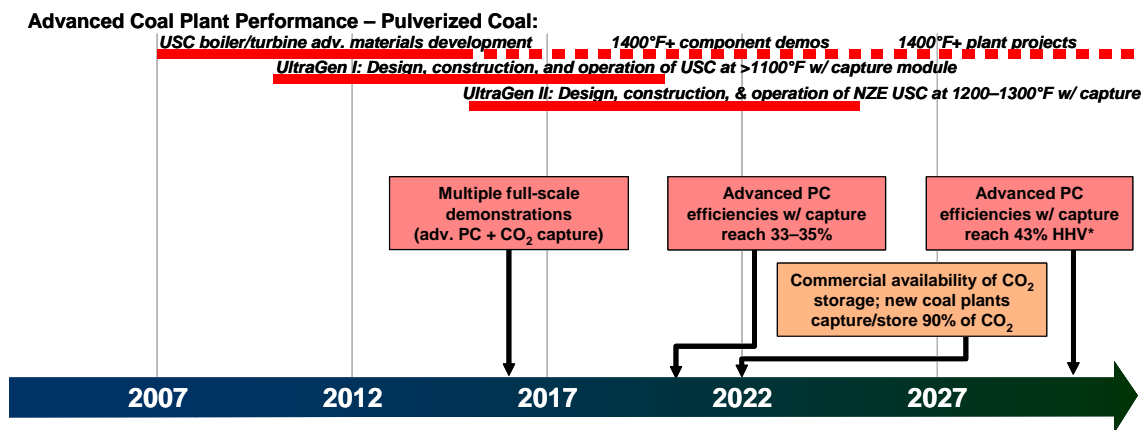 Advanced Coal Plant Performance – Pulverized Coal:
USC boiler/turbine adv. materials development
1400°F+ component demos
1400°F+ plant projects
UltraGen I: Design, construction, and operation of USC at >1100°F w/ capture module
UltraGen II: Design, construction, & operation of NZE USC at 1200–1300°F w/ capture
Multiple full-scale
demonstrations
(adv. PC + CO2 capture)
Advanced PC
efficiencies w/ capture
reach 33–35%
Advanced PC
efficiencies w/ capture
reach 43% HHV*
Commercial availability of CO2
storage; new coal plants
capture/store 90% of CO2
2007
2012
2017
2022
2027